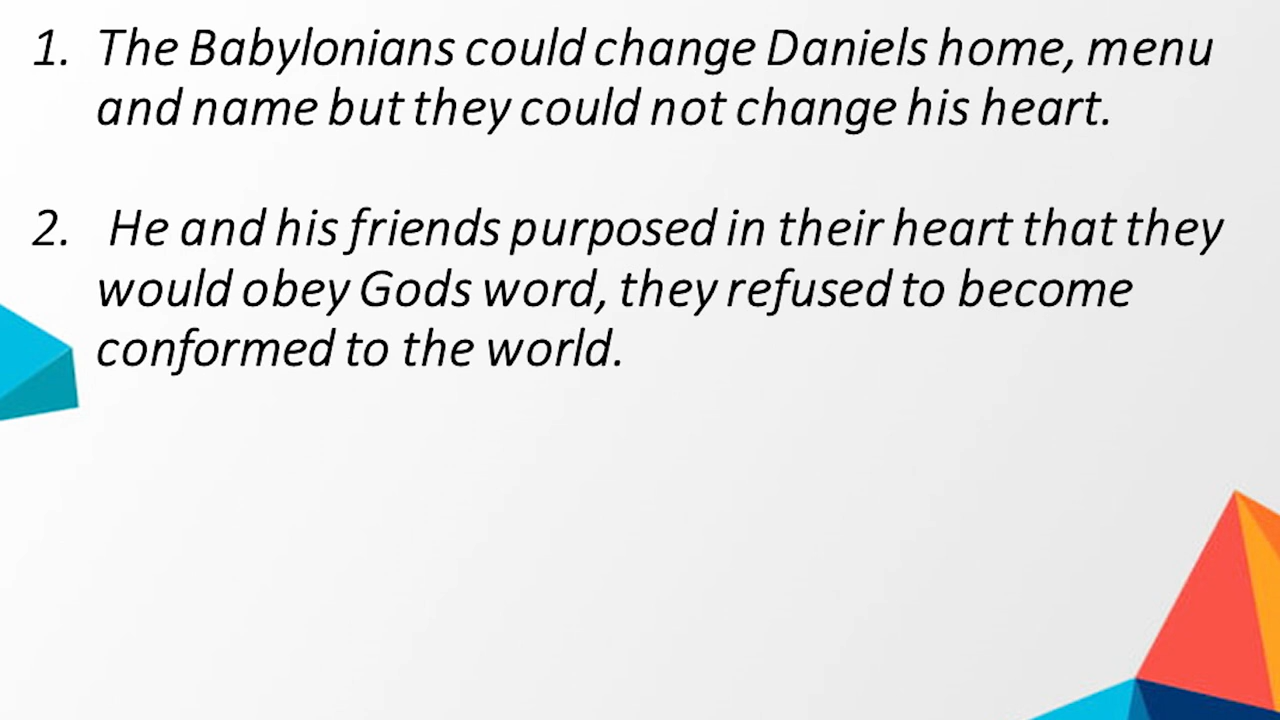 1. The Babylonians could change Daniels home, menu
and name but they could not change his heart.
2. He and his friends purposed in their heart that they
would obey Gods word, they refused to become
conformed to the world.